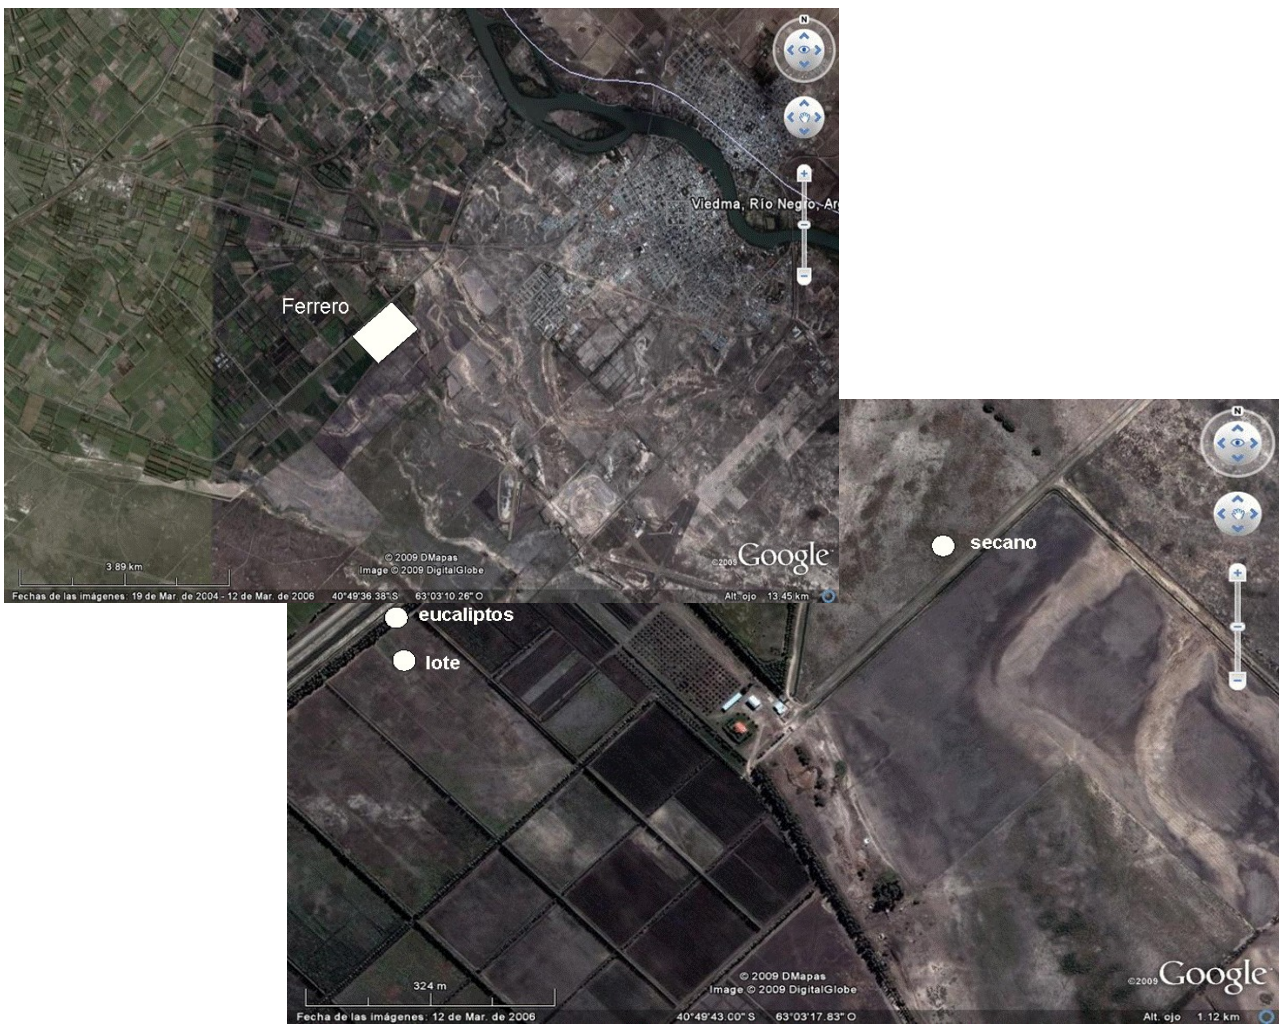 N
Viedma, Río Negro, Ar
Ferrero
3.89 km
© 2009 DMapas
Image © 2009 DigitalGlobe
©2009 Google
Fechas de las imágenes: 19 de Mar. de 2004 - 12 de Mar. de 2006 40°49'36.38" S 63°03'10.26" O Alt. ojo 13.45 km
N
secano
eucaliptos
lote
324 m
© 2009 DMapas
Image © 2009 DigitalGlobe
©2009 Google
Fecha de las imágenes: 12 de Mar. de 2006 40°49'43.00" S 63°03'17.83" O Alt. ojo 1.12 km